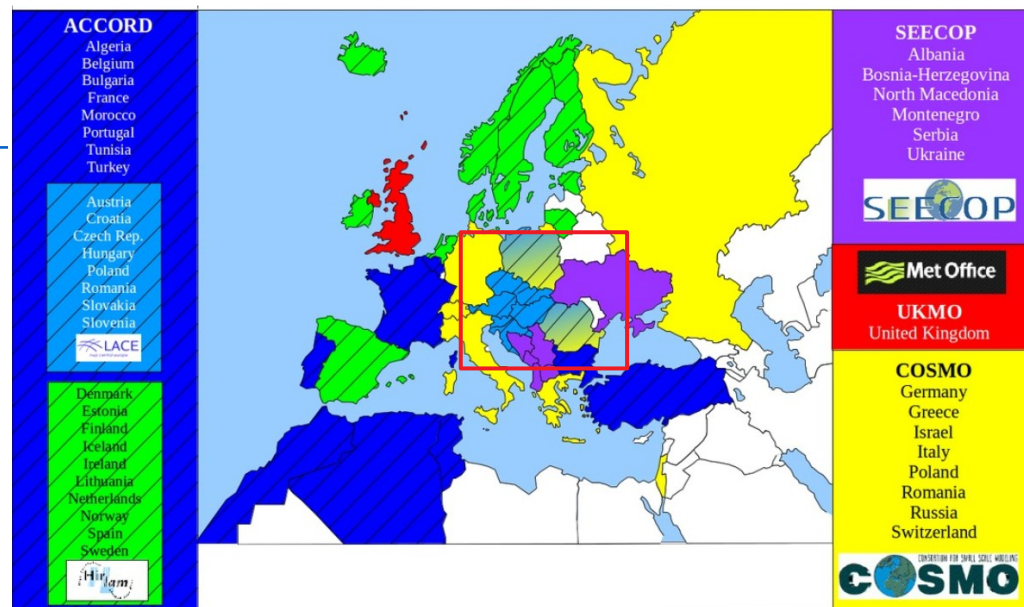 ACCORD
Algeria
Belgium
Bulgaria
France
Morocco
Portugal
Tunisia
Turkey
Austria
Croatia
Czech Rep.
Hungary
Poland
Romania
Slovakia
Slovenia
LACE
Denmark
Estonia
Finland
Iceland
Ireland
Lithuania
Netherlands
Norway
Spain
Sweden
Hirlam
SEECOP
Albania
Bosnia-Herzegovina
North Macedonia
Montenegro
Serbia
Ukraine
SEECOP
Met Office
UKMO
United Kingdom
COSMO
Germany
Greece
Israel
Italy
Poland
Romania
Russia
Switzerland
CONSORTIUM FOR SMALL SCALE MODELING
COSMO